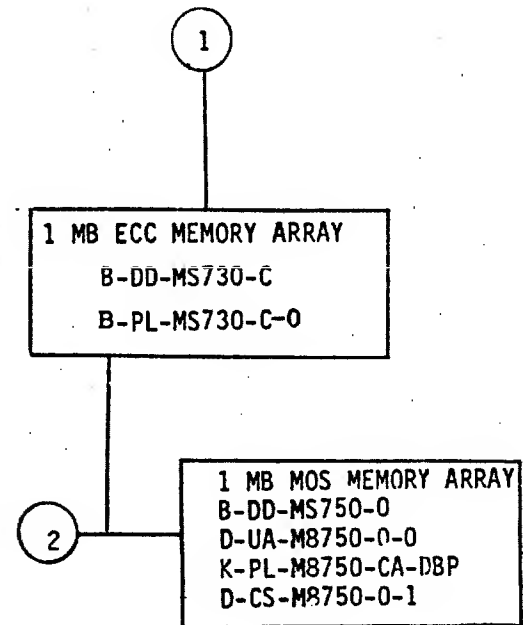 1
1 MB ECC MEMORY ARRAY
B-DD-MS730-C
B-PL-MS730-C-0
1 MB MOS MEMORY ARRAY
B-DD-MS750-0
D-UA-M8750-0-0
K-PL-M8750-CA-DBP
D-CS-M8750-0-1
2